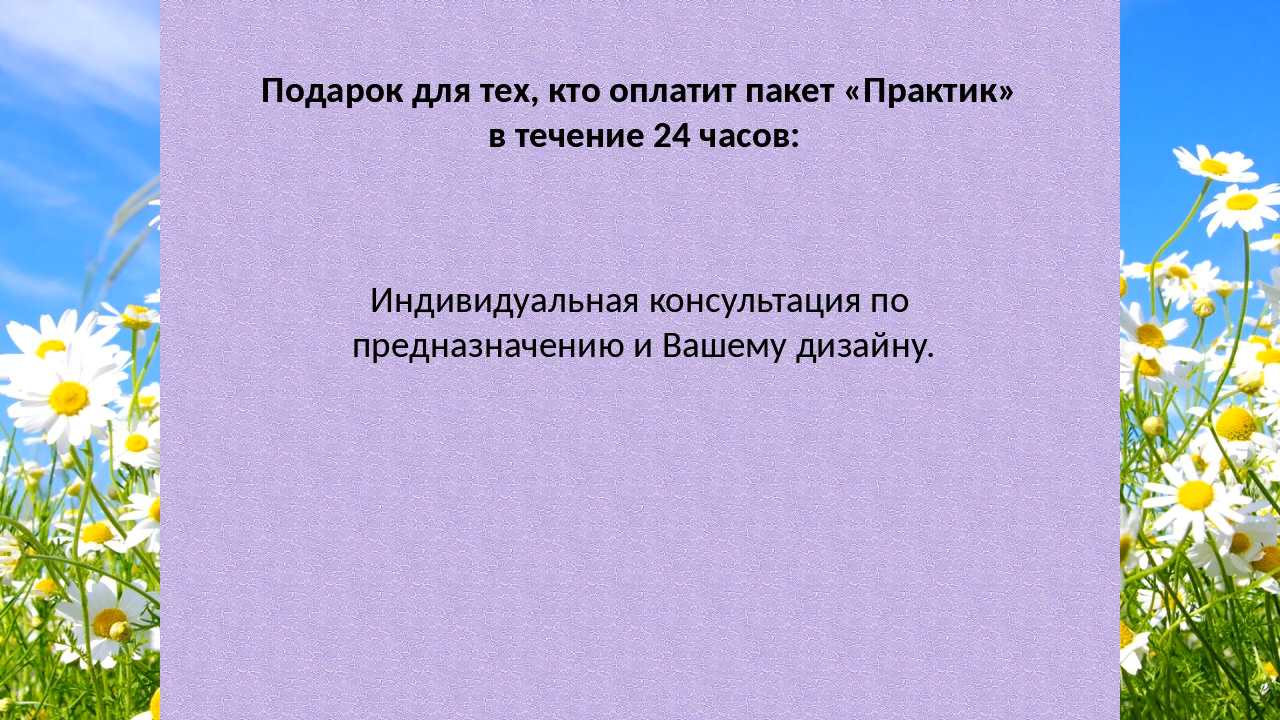 Подарок для тех, кто оплатит пакет «Практик»
в течение 24 часов:
Индивидуальная консультация по
предназначению и Вашему дизайну.